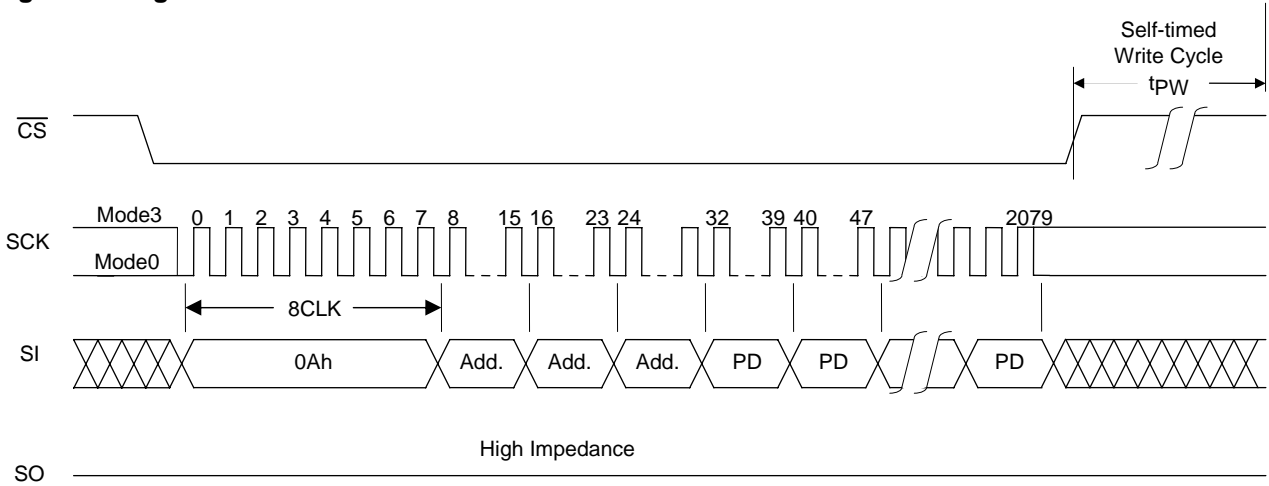 Self-timed
Write Cycle
tPW
CS
SCK
Mode3
Mode0
0 1 2 3 4 5 6 7 8 15 16 23 24 32 39 40 47 2079
8CLK
SI
0Ah Add. Add. Add. PD PD PD
High Impedance
SO